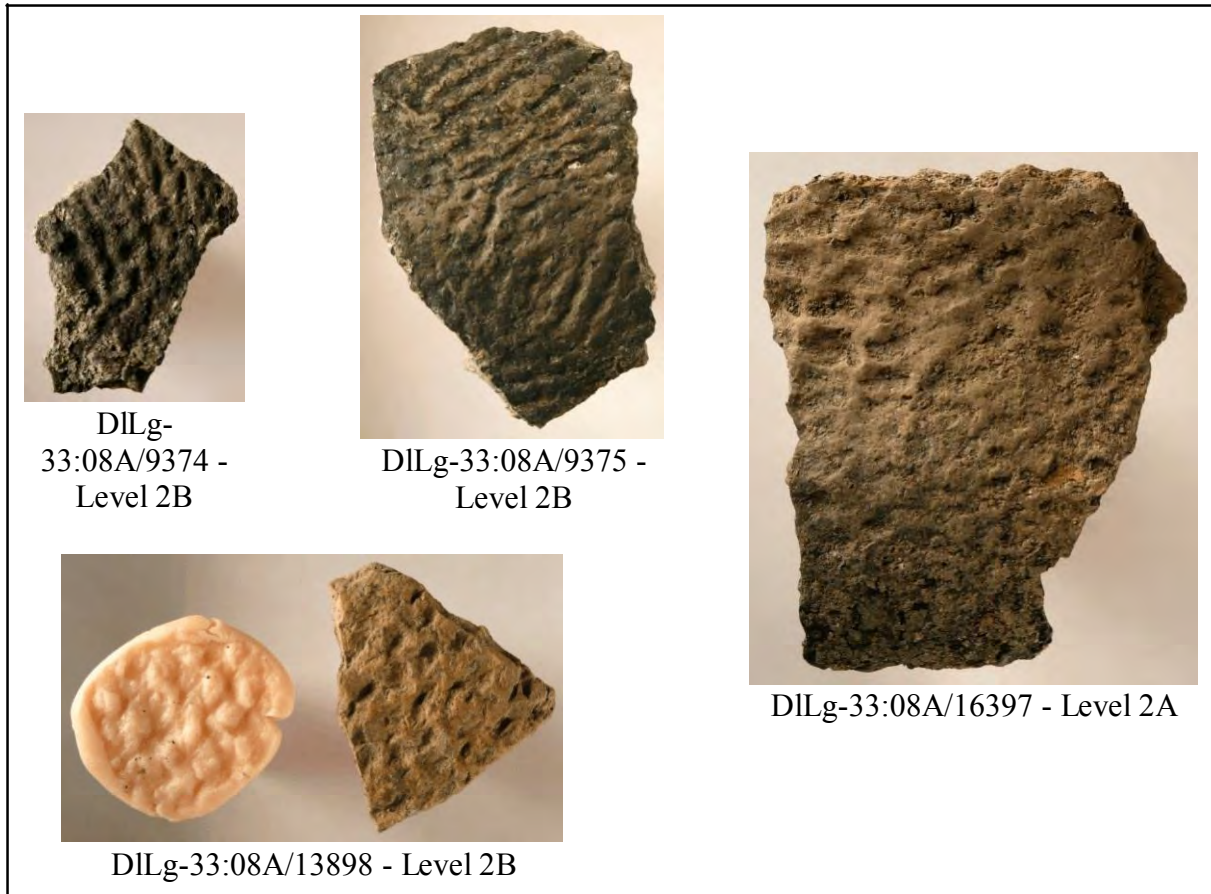 DlLg-
33:08A/9374 -
Level 2B
DlLg-33:08A/9375 -
Level 2B
DlLg-33:08A/16397 - Level 2A
DlLg-33:08A/13898 - Level 2B